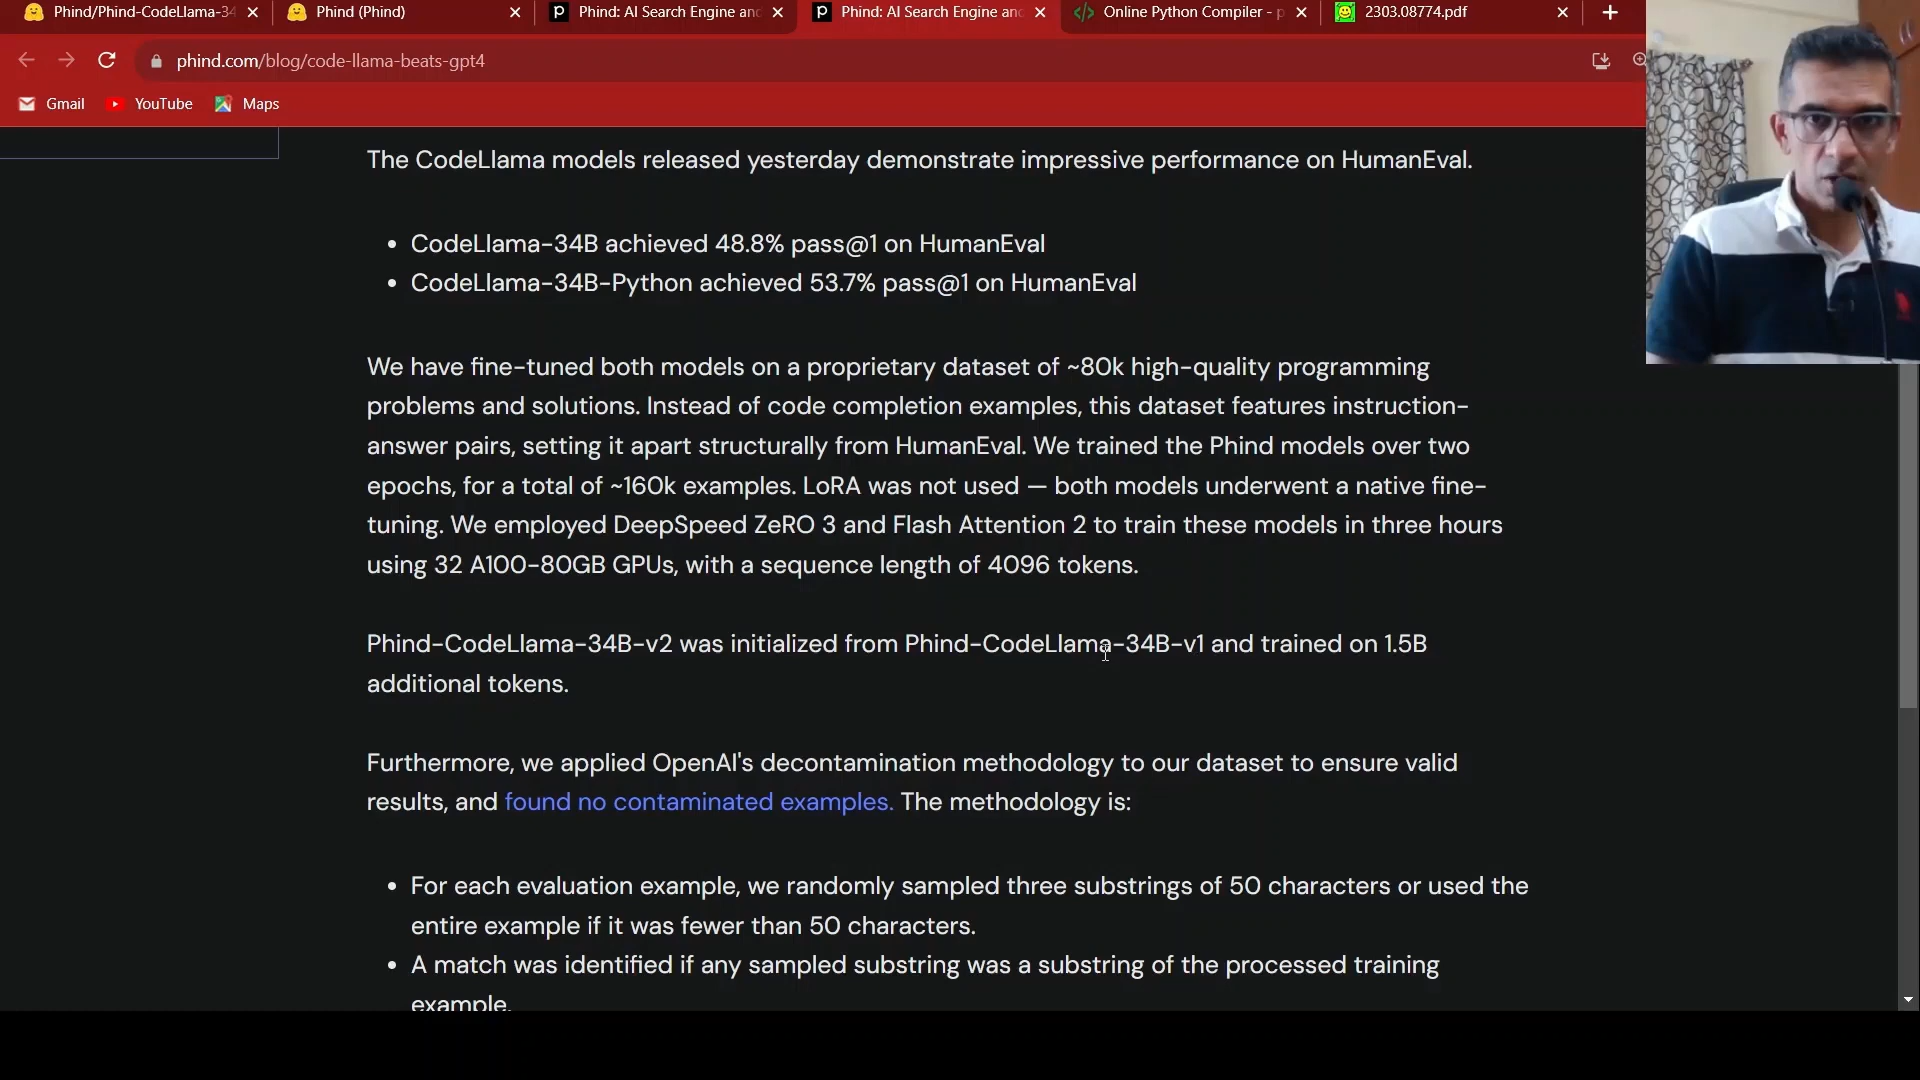 Phind/Phind-CodeLlama-34
Phind (Phind)
Phind: AI Search Engine and
Phind: AI Search Engine and
Online Python Compiler - p
2303.08774.pdf
phind.com/blog/code-llama-beats-gpt4
Gmail
YouTube
Maps
The CodeLlama models released yesterday demonstrate impressive performance on HumanEval.
• CodeLlama-34B achieved 48.8% pass@1 on HumanEval
• CodeLlama-34B-Python achieved 53.7% pass@1 on HumanEval
We have fine-tuned both models on a proprietary dataset of ~80k high-quality programming
problems and solutions. Instead of code completion examples, this dataset features instruction-
answer pairs, setting it apart structurally from HumanEval. We trained the Phind models over two
epochs, for a total of ~160k examples. LoRA was not used — both models underwent a native fine-
tuning. We employed DeepSpeed ZeRO 3 and Flash Attention 2 to train these models in three hours
using 32 A100-80GB GPUs, with a sequence length of 4096 tokens.
Phind-CodeLlama-34B-v2 was initialized from Phind-CodeLlama-34B-v1 and trained on 1.5B
additional tokens.
Furthermore, we applied OpenAI's decontamination methodology to our dataset to ensure valid
results, and found no contaminated examples. The methodology is:
• For each evaluation example, we randomly sampled three substrings of 50 characters or used the
entire example if it was fewer than 50 characters.
• A match was identified if any sampled substring was a substring of the processed training
example.